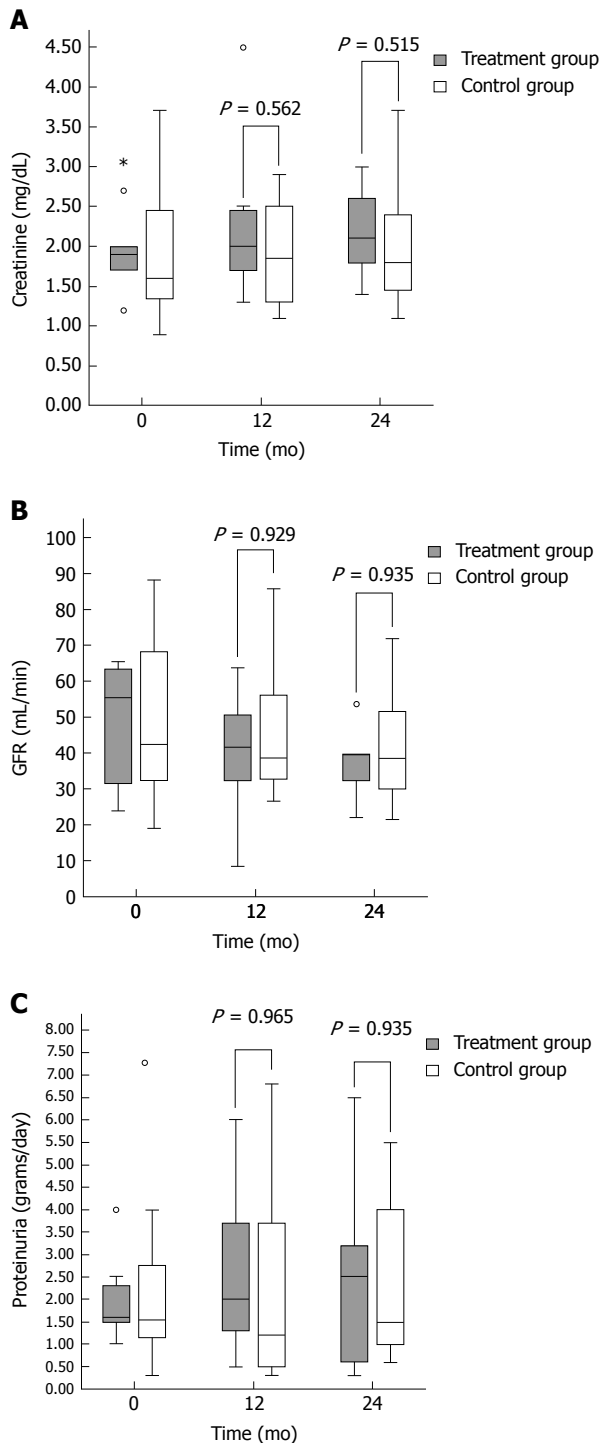 A
P = 0.515
Treatment group
Control group
P = 0.562
4.50
4.00
3.50
3.00
2.50
2.00
1.50
1.00
0.50
0.00
Creatinine (mg/dL)
*
0 12 24
Time (mo)
B
P = 0.929
Treatment group
P = 0.935
Control group
100
90
80
70
60
50
40
30
20
10
0
GFR (mL/min)
0 12 24
Time (mo)
C
P = 0.965
P = 0.935
Treatment group
Control group
8.00
7.50
7.00
6.50
6.00
5.50
5.00
4.50
4.00
3.50
3.00
2.50
2.00
1.50
1.00
0.50
0.00
Proteinuria (grams/day)
0 12 24
Time (mo)